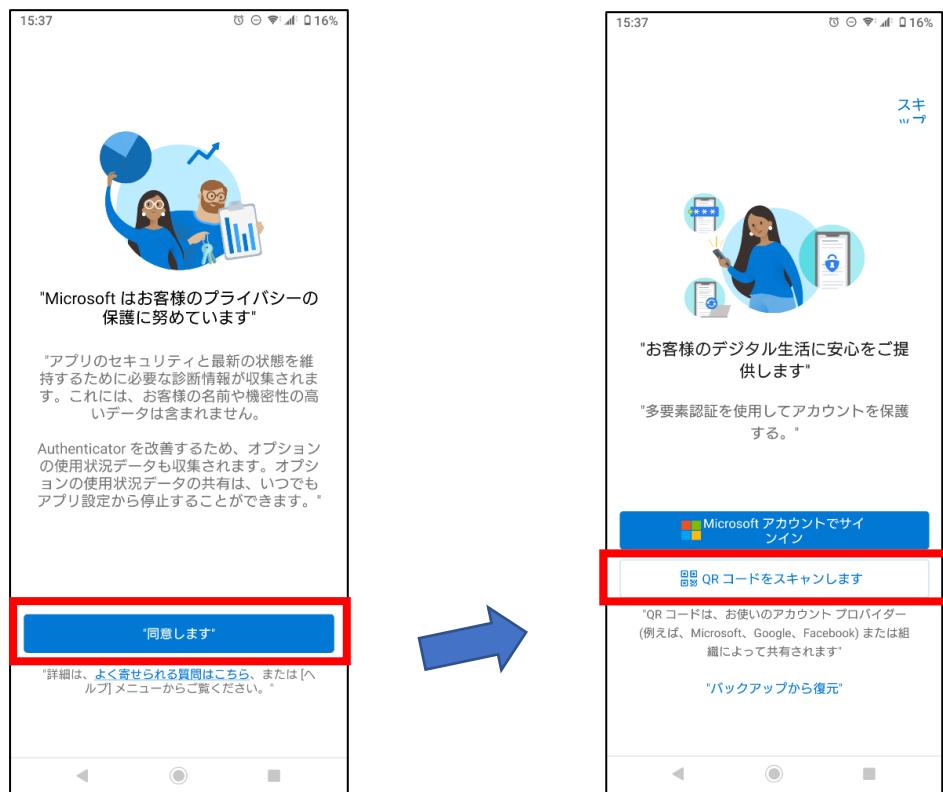 15:37
16%
"Microsoft はお客様のプライバシーの
保護に努めています"
"アプリのセキュリティと最新の状態を維
持するために必要な診断情報が収集されま
す。これには、お客様の名前や機密性の高
いデータは含まれません。
Authenticator を改善するため、オプション
の使用状況データも収集されます。オプシ
ョンの使用状況データの共有は、いつでも
アプリ設定から停止することができます。"
"同意します"
"詳細は、よく寄せられる質問はこちら、または [ヘ
ルプ] メニューからご覧ください。"
15:37
16%
スキ
ップ
"お客様のデジタル生活に安心をご提
供します"
"多要素認証を使用してアカウントを保護
する。"
Microsoft アカウントでサイ
ンイン
QR コードをスキャンします
"QR コードは、お使いのアカウント プロバイダー
(例えば、Microsoft、Google、Facebook) または組
織によって共有されます"
"バックアップから復元"